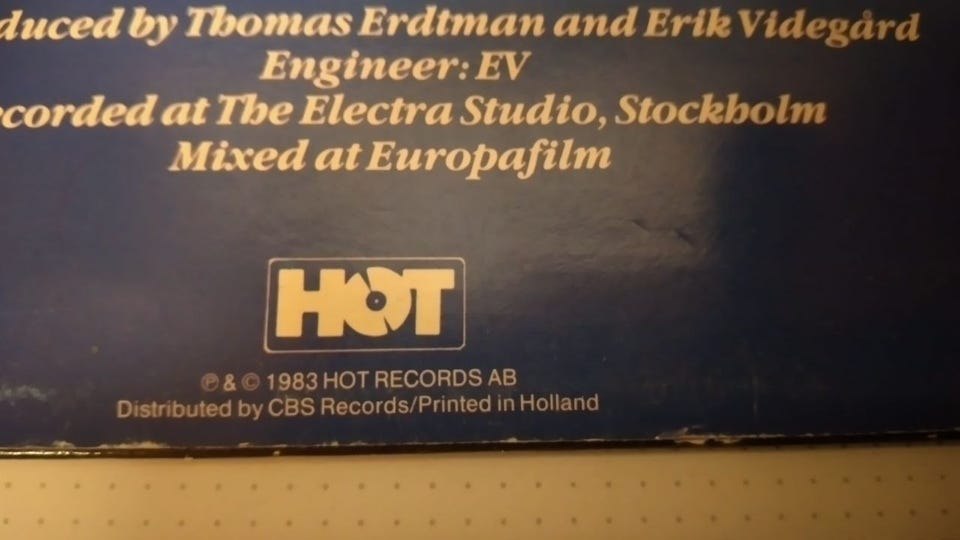 duced by Thomas Erdtman and Erik Videgård
Engineer: EV
corded at The Electra Studio, Stockholm
Mixed at Europafilm
HOT
℗ & © 1983 HOT RECORDS AB
Distributed by CBS Records/Printed in Holland